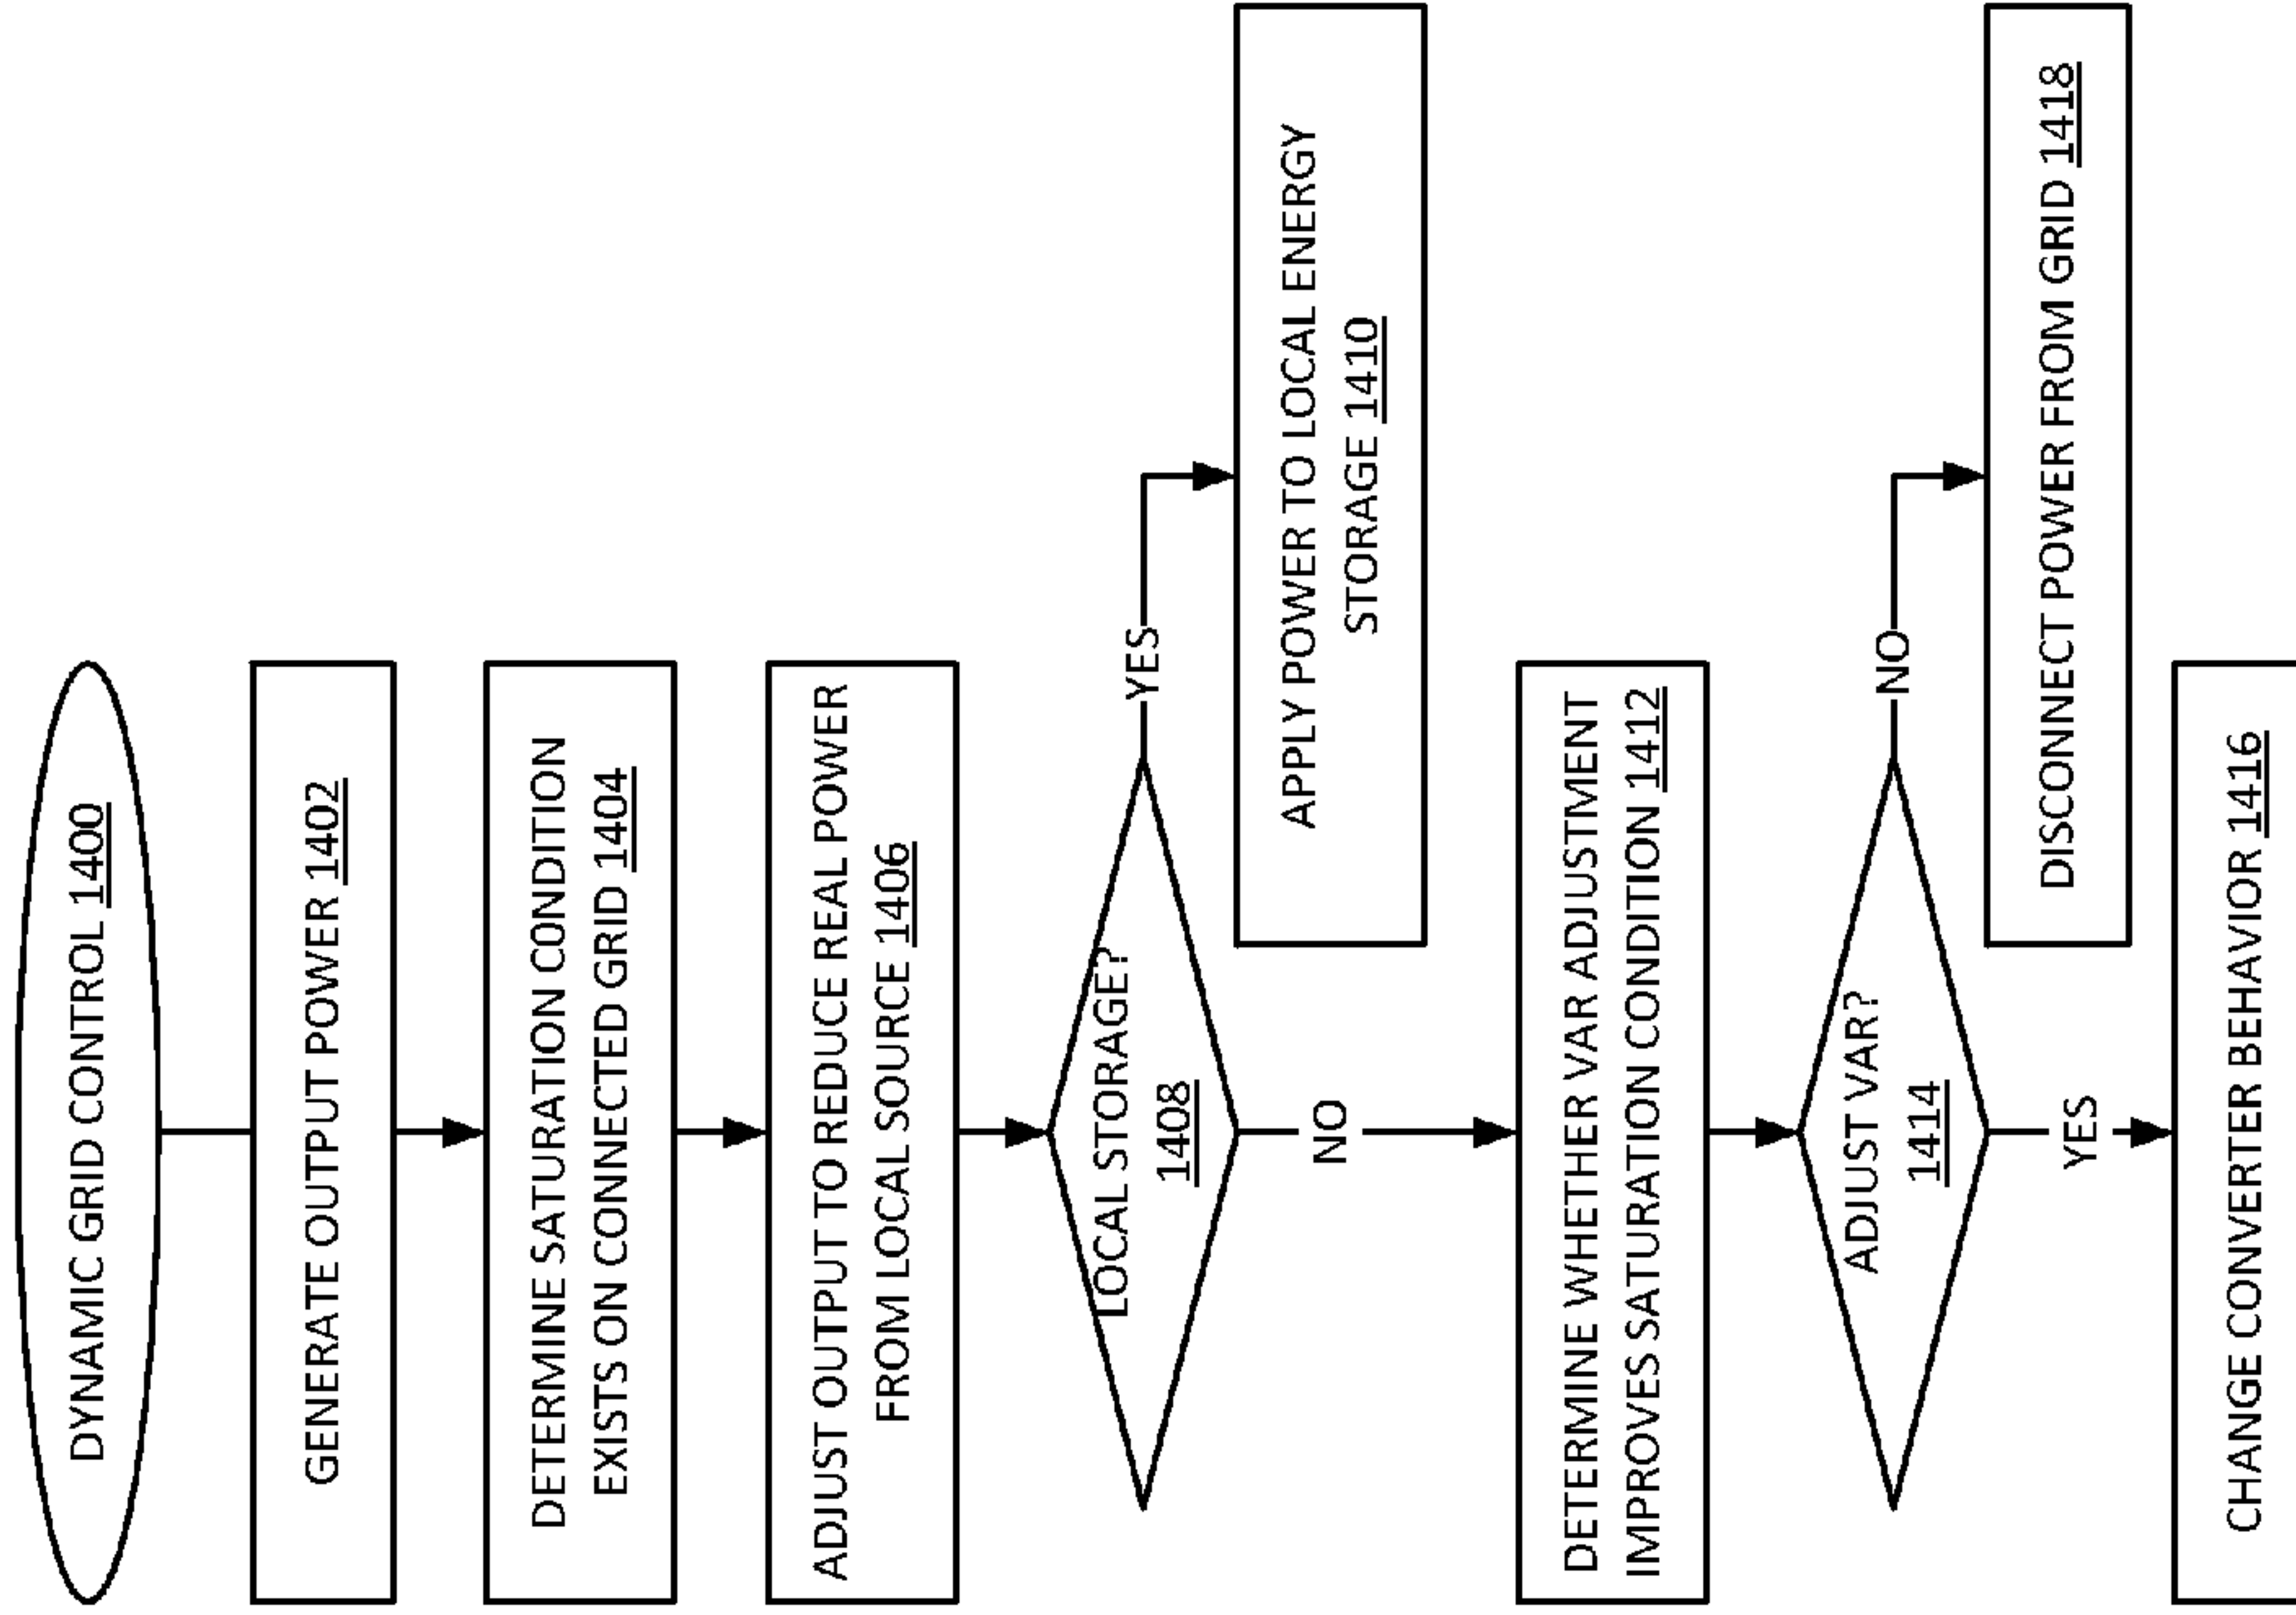 DYNAMIC GRID CONTROL 1400
GENERATE OUTPUT POWER 1402
DETERMINE SATURATION CONDITION
EXISTS ON CONNECTED GRID 1404
ADJUST OUTPUT TO REDUCE REAL POWER
FROM LOCAL SOURCE 1406
LOCAL STORAGE?
1408
YES
APPLY POWER TO LOCAL ENERGY
STORAGE 1410
NO
DETERMINE WHETHER VAR ADJUSTMENT
IMPROVES SATURATION CONDITION 1412
ADJUST VAR?
1414
NO
DISCONNECT POWER FROM GRID 1418
YES
CHANGE CONVERTER BEHAVIOR 1416